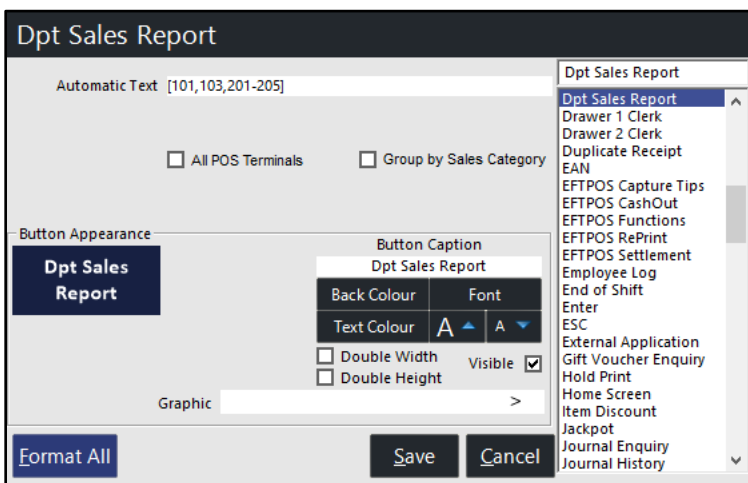 Dpt Sales Report
Automatic Text [101,103,201-205]
All POS Terminals
Group by Sales Category
Button Appearance
Dpt Sales
Report
Button Caption
Dpt Sales Report
Back Colour
Font
Text Colour
A
A
Double Width
Double Height
Visible
Graphic
>
Format All
Save
Cancel
Dpt Sales Report
Dpt Sales Report
Drawer 1 Clerk
Drawer 2 Clerk
Duplicate Receipt
EAN
EFTPOS Capture Tips
EFTPOS CashOut
EFTPOS Functions
EFTPOS RePrint
EFTPOS Settlement
Employee Log
End of Shift
Enter
ESC
External Application
Gift Voucher Enquiry
Hold Print
Home Screen
Item Discount
Jackpot
Journal Enquiry
Journal History